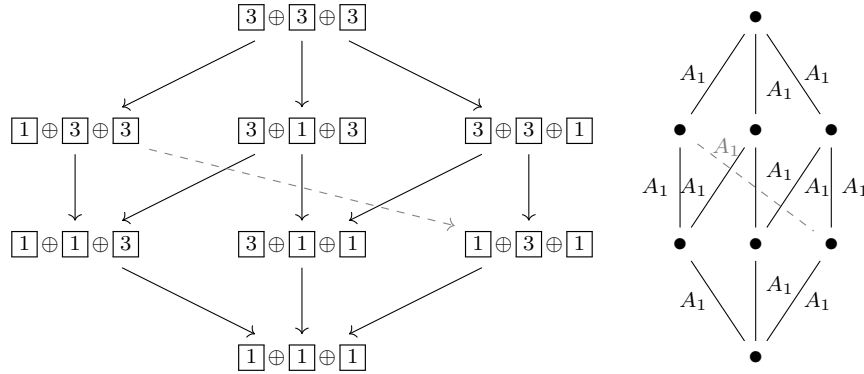 3 ⊕ 3 ⊕ 3
A₁ A₁ A₁
1 ⊕ 3 ⊕ 3 3 ⊕ 1 ⊕ 3 3 ⊕ 3 ⊕ 1
A₁
A₁ A₁ A₁ A₁ A₁
1 ⊕ 1 ⊕ 3 3 ⊕ 1 ⊕ 1 1 ⊕ 3 ⊕ 1
A₁ A₁ A₁
1 ⊕ 1 ⊕ 1